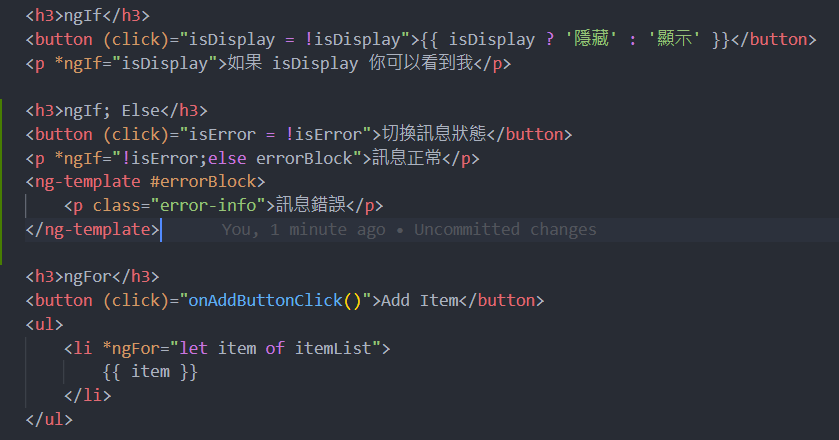 <h3>ngIf</h3>
<button (click)="isDisplay = !isDisplay">{{ isDisplay ? '隱藏' : '顯示' }}</button>
<p *ngIf="isDisplay">如果 isDisplay 你可以看到我</p>
<h3>ngIf; Else</h3>
<button (click)="isError = !isError">切換訊息狀態</button>
<p *ngIf="!isError;else errorBlock">訊息正常</p>
<ng-template #errorBlock>
<p class="error-info">訊息錯誤</p>
</ng-template> You, 1 minute ago • Uncommitted changes
<h3>ngFor</h3>
<button (click)="onAddButtonClick()">Add Item</button>
<ul>
<li *ngFor="let item of itemList">
{{ item }}
</li>
</ul>